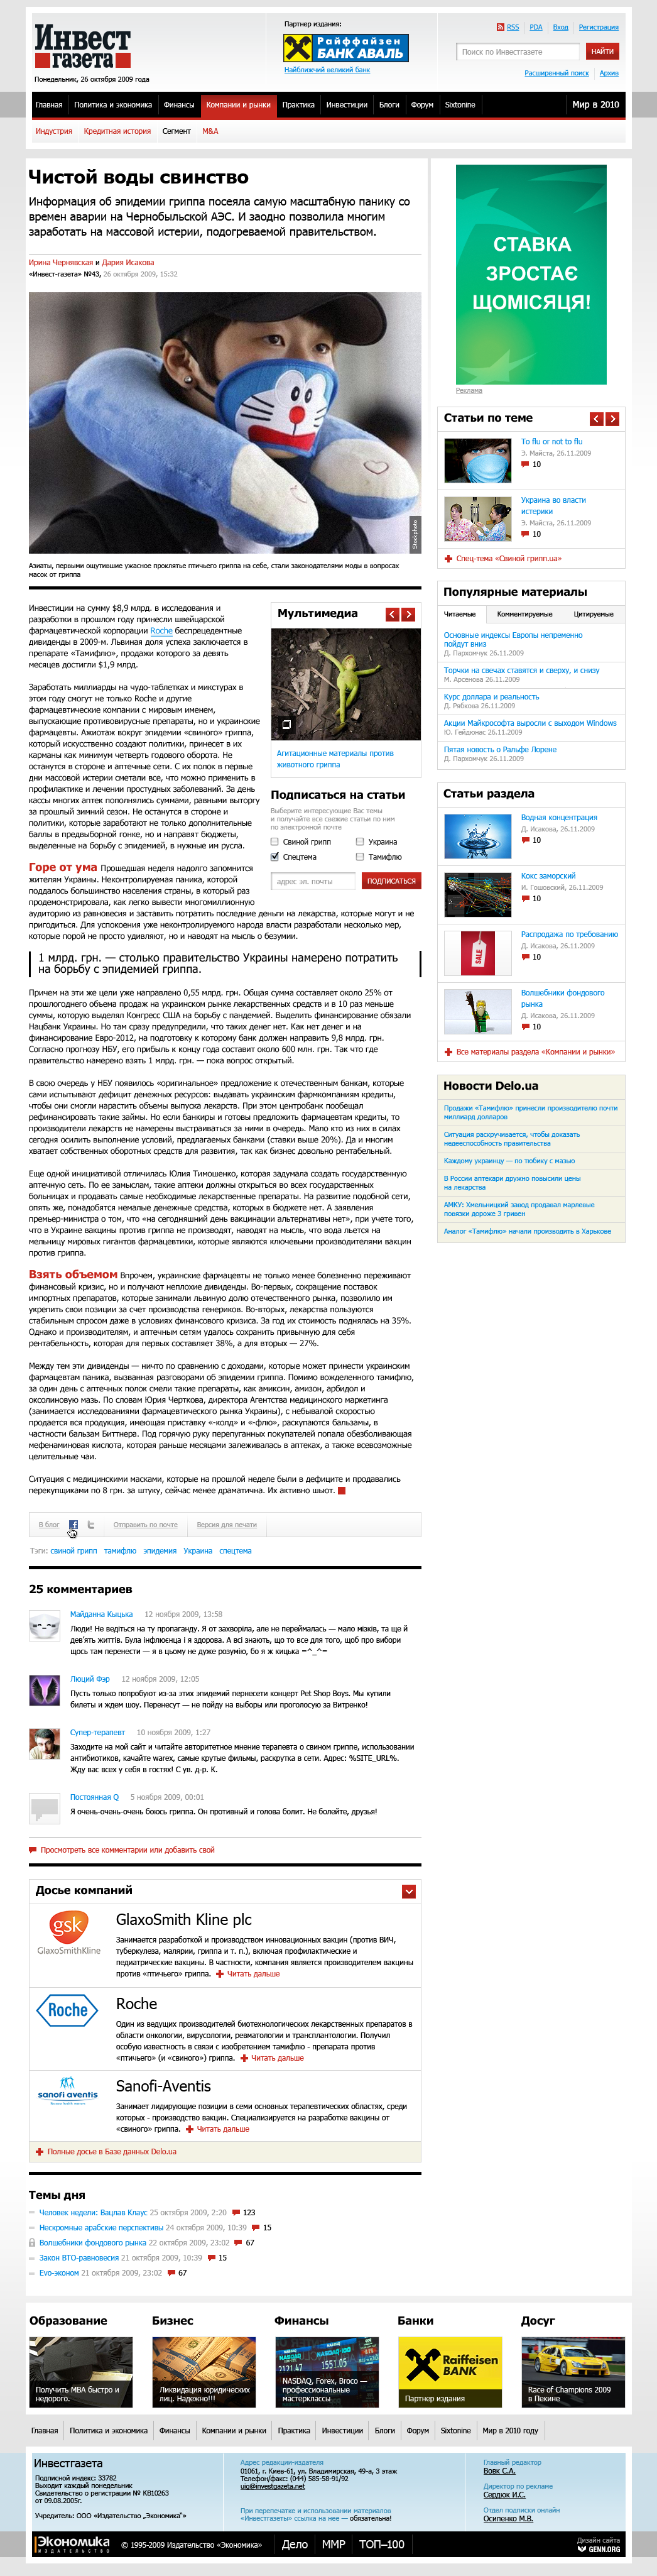 Инвест
газета
Понедельник, 26 октября 2009 года
Партнер издания:
Райффайзен
БАНК АВАЛЬ
Найближчий великий банк
RSS PDA Вход Регистрация
Поиск по Инвестгазете НАЙТИ
Расширенный поиск Архив
Главная Политика и экономика Финансы Компании и рынки Практика Инвестиции Блоги Форум Sixtonine Мир в 2010
Индустрия Кредитная история Сегмент M&A
Чистой воды свинство
Информация об эпидемии гриппа посеяла самую масштабную панику со
времен аварии на Чернобыльской АЭС. И заодно позволила многим
заработать на массовой истерии, подогреваемой правительством.
Ирина Чернявская и Дария Исакова
«Инвест-газета» №43, 26 октября 2009, 15:32
Stockphoto
Азиаты, первыми ощутившие ужасное проклятье птичьего гриппа на себе, стали законодателями моды в вопросах
масок от гриппа
Инвестиции на сумму $8,9 млрд. в исследования и
разработки в прошлом году принесли швейцарской
фармацевтической корпорации Roche беспрецедентные
дивиденды в 2009-м. Львиная доля успеха заключается в
препарате «Тамифлю», продажи которого за девять
месяцев достигли $1,9 млрд.
Заработать миллиарды на чудо-таблетках и микстурах в
этом году смогут не только Roche и другие
фармацевтические компании с мировым именем,
выпускающие противовирусные препараты, но и украинские
фармацевты. Ажиотаж вокруг эпидемии «свиного» гриппа,
который искусственно создают политики, принесет и в их
казну не один миллиард, когда работает паника. Не
останутся в стороне и аптечные сети. С их полок в первые
дни массовой истерии сметали все, что можно применить в
профилактике и лечении простудных заболеваний. За день
кассы многих аптек пополнялись суммами, равными выторгу
за прошлый зимний сезон. Не останутся в стороне и
политики, которые заработают не только дополнительные
баллы в предвыборной гонке, но и направят бюджеты,
выделенные на борьбу с эпидемией, в нужные им русла.
Горе от ума Прошедшая неделя надолго запомнится
жителям Украины. Неконтролируемая паника, которой
поддалось большинство населения страны, в который раз
продемонстрировала, как легко вывести многомиллионную
аудиторию из равновесия и заставить потратить последние деньги на лекарства, которые могут и не
пригодится. Для успокоения уже неконтролируемого народа власти разработали несколько мер,
которые порой не просто удивляют, но и наводят на мысль о безумии.
1 млрд. грн. — столько правительство Украины намерено потратить
на борьбу с эпидемией гриппа.
Причем на эти же цели уже направлено 0,55 млрд. грн. Общая сумма составляет около 25% от
прошлогоднего объема продаж на украинском рынке лекарственных средств и в 10 раз меньше
суммы, которую выделял Конгресс США на борьбу с пандемией. Выделить финансирование обязали
Нацбанк Украины. Но там сразу предупредили, что таких денег нет. Как нет денег и на
финансирование Евро-2012, на подготовку к которому банк должен направить 9,8 млрд. грн.
Согласно прогнозу НБУ, его прибыль к концу года составит около 600 млн. грн. Так что где
правительство намерено взять 1 млрд. грн. — пока вопрос открытый.
В свою очередь у НБУ появилось «оригинальное» предложение к отечественным банкам, которые
сами испытывают дефицит денежных ресурсов: выдавать украинским фармкомпаниям кредиты,
чтобы они смогли нарастить объемы выпуска лекарств. При этом центробанк пообещал
рефинансировать такие займы. Но если банкиры и готовы предложить фармацевтам кредиты, то
производители лекарств не выстраиваются к ним в очередь. Мало кто из них в силах в силах
сегодня осилить выполнение условий, предлагаемых банками (ставки выше 20%). Да и многим
хватает собственных оборотных средств для развития, так что объем займов будет небольшой.
Еще одной инициативой отличилась Юлия Тимошенко, которая возжелала создать государственную
аптечную сеть. По ее замыслам, такие аптеки должны открыться на территории областных
больницах и продавать самые необходимые препараты. На развитие полноценной подобной сети,
опять же, понадобятся немалые денежные средства, которых в казне и так нет. А заявления
премьер-министра о том, что «на сегодняшний день вакцинации альтернативы нет», при учете того,
что в Украине вакцины против гриппа не производят, наводят на мысль, что вода льется на
мельницу мировых гигантов фармацевтики, которые являются ключевыми производителями вакцин
против гриппа.
Взять объемом Впрочем, украинские фармацевты не только менее болезненно переживают
финансовый кризис, но и получают неплохие дивиденды. Во-первых, сокращение поставок
импортных препаратов, которые занимали львиную долю отечественного рынка, позволило им
укрепить свои позиции за счет производства генериков. Во-вторых, лекарства пользуются
стабильным спросом даже в условиях финансового кризиса. За год их стоимость поднялась на 35%.
Однако и производителям, и аптечным сетям удалось сохранить привычную для себя
рентабельность, которая для первых составляет 38%, а для вторых — 27%.
Между тем эти дивиденды — ничто по сравнению с доходами, которые может принести украинским
фармацевтам паника, вызванная разговорами об эпидемии гриппа. Помимо вожделенного тамифлю,
за один день с аптечных полок смели такие препараты, как амиксин, амизон, арбидол и
оксолиновую мазь. По словам Юрия Черткова, директора Агентства медицинского маркетинга
(занимается исследованиями фармацевтического рынка Украины), с небывалой скоростью
продается вся продукция, имеющая приставку «-колд» и «-флю», раскупаются бальзамы, в
частности бальзам Биттнера. Под горячую руку перепуганных покупателей попала обезболивающая
мефенаминовая кислота, которая раньше месяцами залеживалась в аптеках, а также всевозможные
целительные чаи.
Ситуация с медицинскими масками, которые на прошлой неделе были в дефиците и продавались
перекупщиками по 8 грн. за штуку, сейчас менее драматична. Их активно шьют.
Мультимедиа
Агитационные материалы против
животного гриппа
Подписаться на статьи
Выберите интересующие Вас темы
и получайте все свежие статьи по ним
по электронной почте
Свиной грипп Украина
Спецтема Тамифлю
адрес эл. почты ПОДПИСАТЬСЯ
В блог Отправить по почте Версия для печати
Тэги: свиной грипп тамифлю эпидемия Украина спецтема
25 комментариев
Майданна Кыцька 12 ноября 2009, 13:58
Люди! Не ведіться на ту пропаганду. Я от захворіла, але не переймалась — мало мізків, та ще й
дев'ять життів. Була інфлюєнца і я здорова. А всі знають, що то все для того, щоб про вибори
щось там перенести — я в цьому не дуже розумію, бо я ж кицька =^_^=
Люций Фэр 12 ноября 2009, 12:05
Пусть только попробуют из-за этих эпидемий пернесети концерт Pet Shop Boys. Мы купили
билеты и ждем шоу. Перенесут — не пойду на выборы или проголосую за Витренко!
Супер-терапевт 10 ноября 2009, 1:27
Заходите на мой сайт и читайте авторитетное мнение терапевта о свином гриппе, использовании
антибиотиков, качайте warex, самые крутые фильмы, раскрутка в сети. Адрес: %SITE_URL%.
Жду вас всех у себя в гостях! С ув. д-р. К.
Постоянная Q 5 ноября 2009, 00:01
Я очень-очень-очень боюсь гриппа. Он противный и голова болит. Не болейте, друзья!
Просмотреть все комментарии или добавить свой
Досье компаний
gsk
GlaxoSmithKline
GlaxoSmith Kline plc
Занимается разработкой и производством инновационных вакцин (против ВИЧ,
туберкулеза, малярии, гриппа и т. п.), включая профилактические и
педиатрические вакцины. В частности, компания является производителем вакцины
против «птичьего» гриппа. Читать дальше
Roche
Roche
Один из ведущих производителей биотехнологических лекарственных препаратов в
области онкологии, вирусологии, ревматологии и трансплантологии. Получил
особую известность в связи с изобретением тамифлю - препарата против
«птичьего» (и «свиного») гриппа. Читать дальше
sanofi aventis
Sanofi-Aventis
Занимает лидирующие позиции в семи основных терапевтических областях, среди
которых - производство вакцин. Специализируется на разработке вакцины от
«свиного» гриппа. Читать дальше
Полные досье в Базе данных Delo.ua
Темы дня
Человек недели: Вацлав Клаус 25 октября 2009, 2:20 123
Нескромные арабские перспективы 24 октября 2009, 10:39 15
Волшебники фондового рынка 22 октября 2009, 23:02 67
Закон ВТО-равновесия 21 октября 2009, 10:39 15
Evo-эконом 21 октября 2009, 23:02 67
СТАВКА
ЗРОСТАЄ
ЩОМІСЯЦЯ!
Реклама
Статьи по теме
To flu or not to flu
Э. Майста, 26.11.2009
10
Украина во власти
истерики
Э. Майста, 26.11.2009
10
Спец-тема «Свиной грипп.ua»
Популярные материалы
Читаемые Комментируемые Цитируемые
Основные индексы Европы непременно
пойдут вниз
Д. Пархомчук 26.11.2009
Торчки на свечах ставятся и сверху, и снизу
М. Арсенова 26.11.2009
Курс доллара и реальность
Д. Рябкова 26.11.2009
Акции Майкрософта выросли с выходом Windows
Ю. Гейдюнас 26.11.2009
Пятая новость о Ральфе Лорене
Д. Пархомчук 26.11.2009
Статьи раздела
Водная концентрация
Д. Исакова, 26.11.2009
10
Кокс заморский
И. Гошовский, 26.11.2009
10
SALE
Распродажа по требованию
Д. Исакова, 26.11.2009
10
Волшебники фондового
рынка
Д. Исакова, 26.11.2009
10
Все материалы раздела «Компании и рынки»
Новости Delo.ua
Продажи «Тамифлю» принесли производителю почти
миллиард долларов
Ситуация раскручивается, чтобы доказать
недееспособность правительства
Каждому украинцу — по тюбику с мазью
В России аптекари дружно повысили цены
на лекарства
АМКУ: Хмельницкий завод продавал марлевые
повязки дороже 3 гривен
Аналог «Тамифлю» начали производить в Харькове
Образование Бизнес Финансы Банки Досуг
Получить MBA быстро и
недорого.
Ликвидация юридических
лиц. Надежно!!!
NASDAQ, Forex, Broco —
профессиональные
мастерклассы
Raiffeisen
BANK
Партнер издания
Race of Champions 2009
в Пекине
Главная Политика и экономика Финансы Компании и рынки Практика Инвестиции Блоги Форум Sixtonine Мир в 2010 году
Инвестгазета
Подписной индекс: 33782
Выходит каждый понедельник
Свидетельство о регистрации № КВ10263
от 09.08.2005г.
Учредитель: ООО «Издательство „Экономика“»
Адрес редакции-издателя
01061, г. Киев-61, ул. Владимирская, 49-а, 3 этаж
Телефон/факс: (044) 585-58-91/92
uig@investgazeta.net
При перепечатке и использовании материалов
«Инвестгазеты» ссылка на нее — обязательна!
Главный редактор
Вовк С.А.
Директор по рекламе
Сердюк И.С.
Отдел подписки онлайн
Осипенко М.В.
Экономика
ИЗДАТЕЛЬСТВО
© 1995-2009 Издательство «Экономика» Дело МMР ТОП–100
Дизайн сайта
GENN.ORG